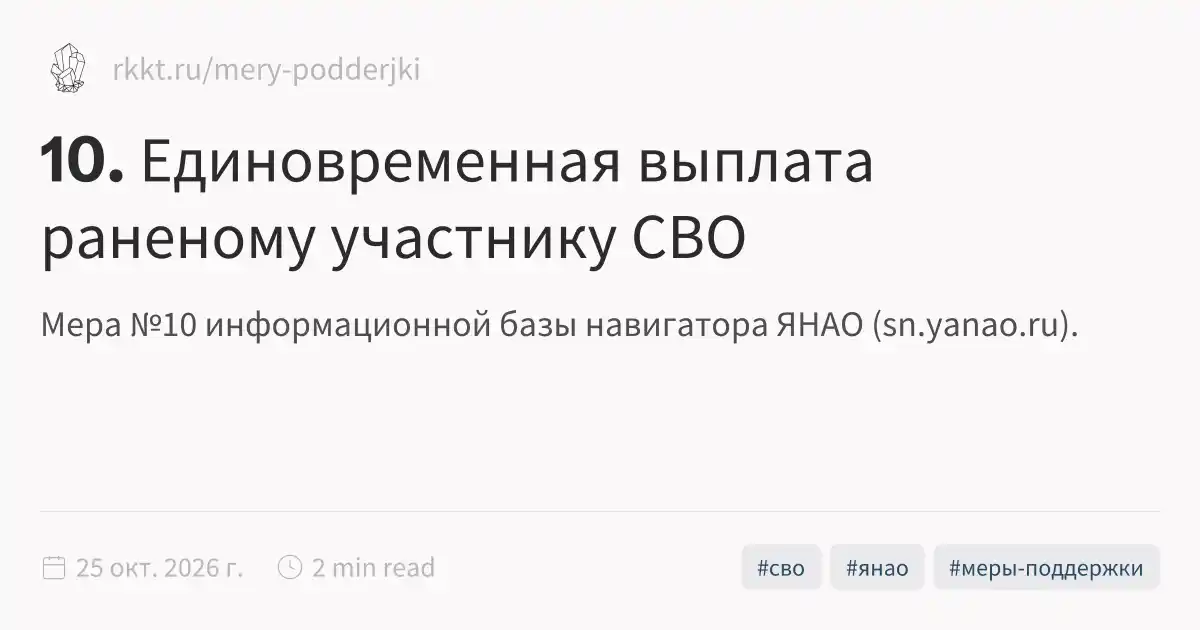 rkkt.ru/mery-podderjki
10. Единовременная выплата
раненому участнику СВО
Мера №10 информационной базы навигатора ЯНАО (sn.yanao.ru).
25 окт. 2026 г. 2 min read #сво #янао #меры-поддержки